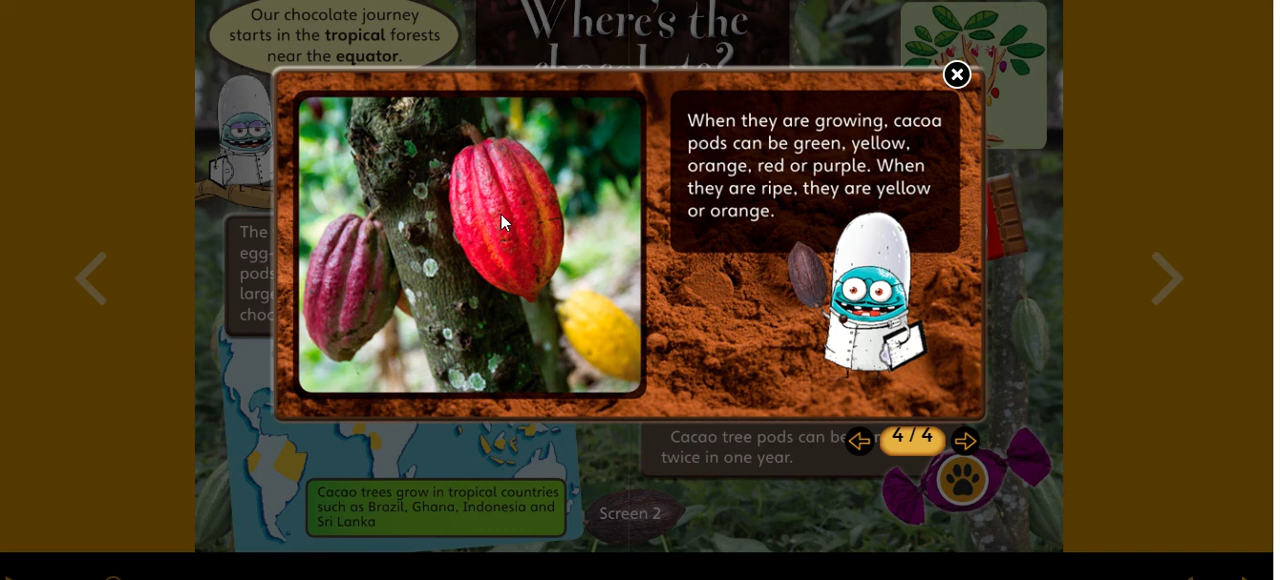 Our chocolate journey
starts in the tropical forests
near the equator.
Where's the
chocolate?
When they are growing, cacao
pods can be green, yellow,
orange, red or purple. When
they are ripe, they are yellow
or orange.
The
egg-
pods
large
choc
4 / 4
Cacao tree pods can be
twice in one year.
Cacao trees grow in tropical countries
such as Brazil, Ghana, Indonesia and
Sri Lanka
Screen 2